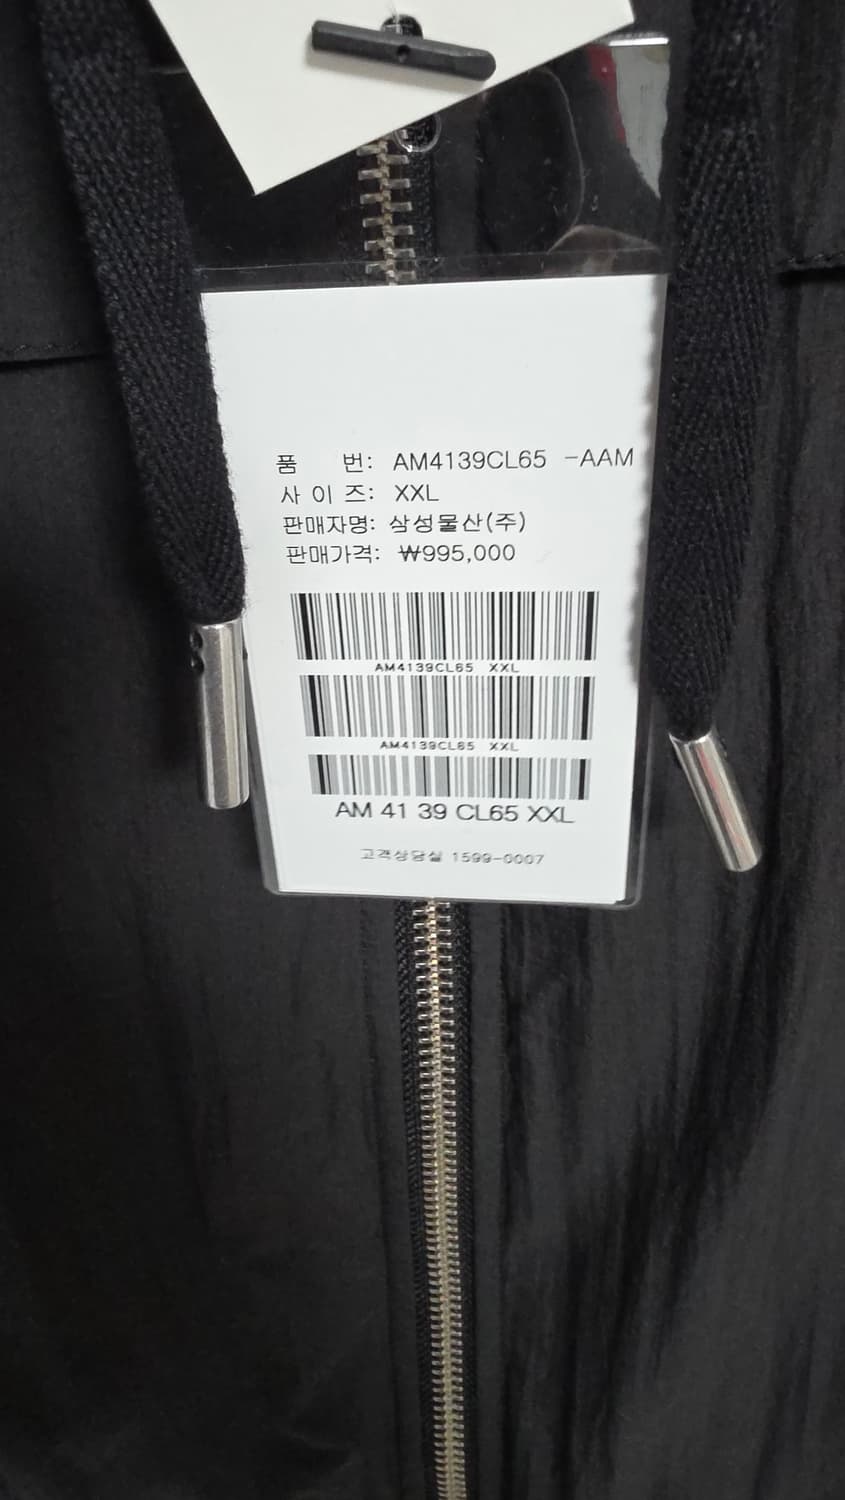 품 번: AM4139CL65 -AAM
사 이 즈: XXL
판매자명: 삼성물산(주)
판매가격: ₩995,000
AM4139CL65 XXL
AM4139CL65 XXL
AM 41 39 CL65 XXL
고객상담실 1599-0007